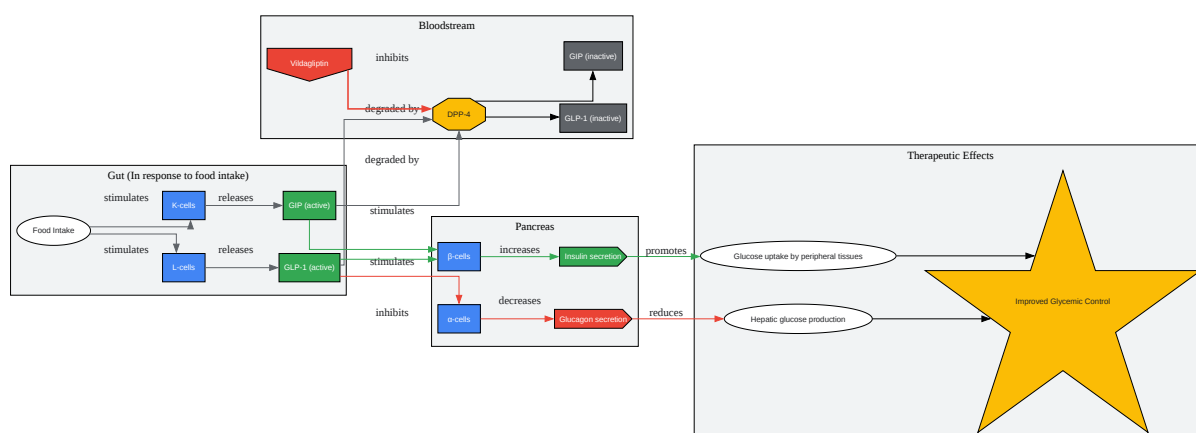 Bloodstream
Vildagliptin
inhibits
GIP (inactive)
degraded by
DPP-4
GLP-1 (inactive)
degraded by
Gut (In response to food intake)
stimulates
K-cells
releases
GIP (active)
stimulates
Food Intake
stimulates
L-cells
releases
GLP-1 (active)
stimulates
inhibits
Pancreas
β-cells
increases
Insulin secretion
promotes
α-cells
decreases
Glucagon secretion
reduces
Therapeutic Effects
Glucose uptake by peripheral tissues
Hepatic glucose production
Improved Glycemic Control